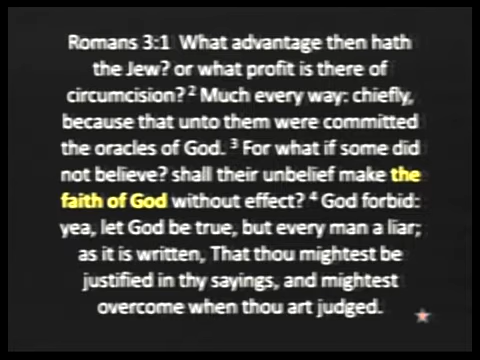 Romans 3:1 What advantage then hath
the Jew? or what profit is there of
circumcision? ² Much every way: chiefly,
because that unto them were committed
the oracles of God. ³ For what if some did
not believe? shall their unbelief make the
faith of God without effect? ⁴ God forbid:
yea, let God be true, but every man a liar;
as it is written, That thou mightest be
justified in thy sayings, and mightest
overcome when thou art judged.